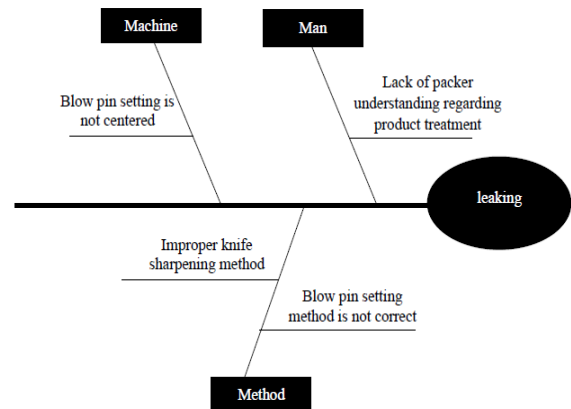 Machine
Man
Blow pin setting is
not centered
Lack of packer
understanding regarding
product treatment
leaking
Improper knife
sharpening method
Blow pin setting
method is not correct
Method